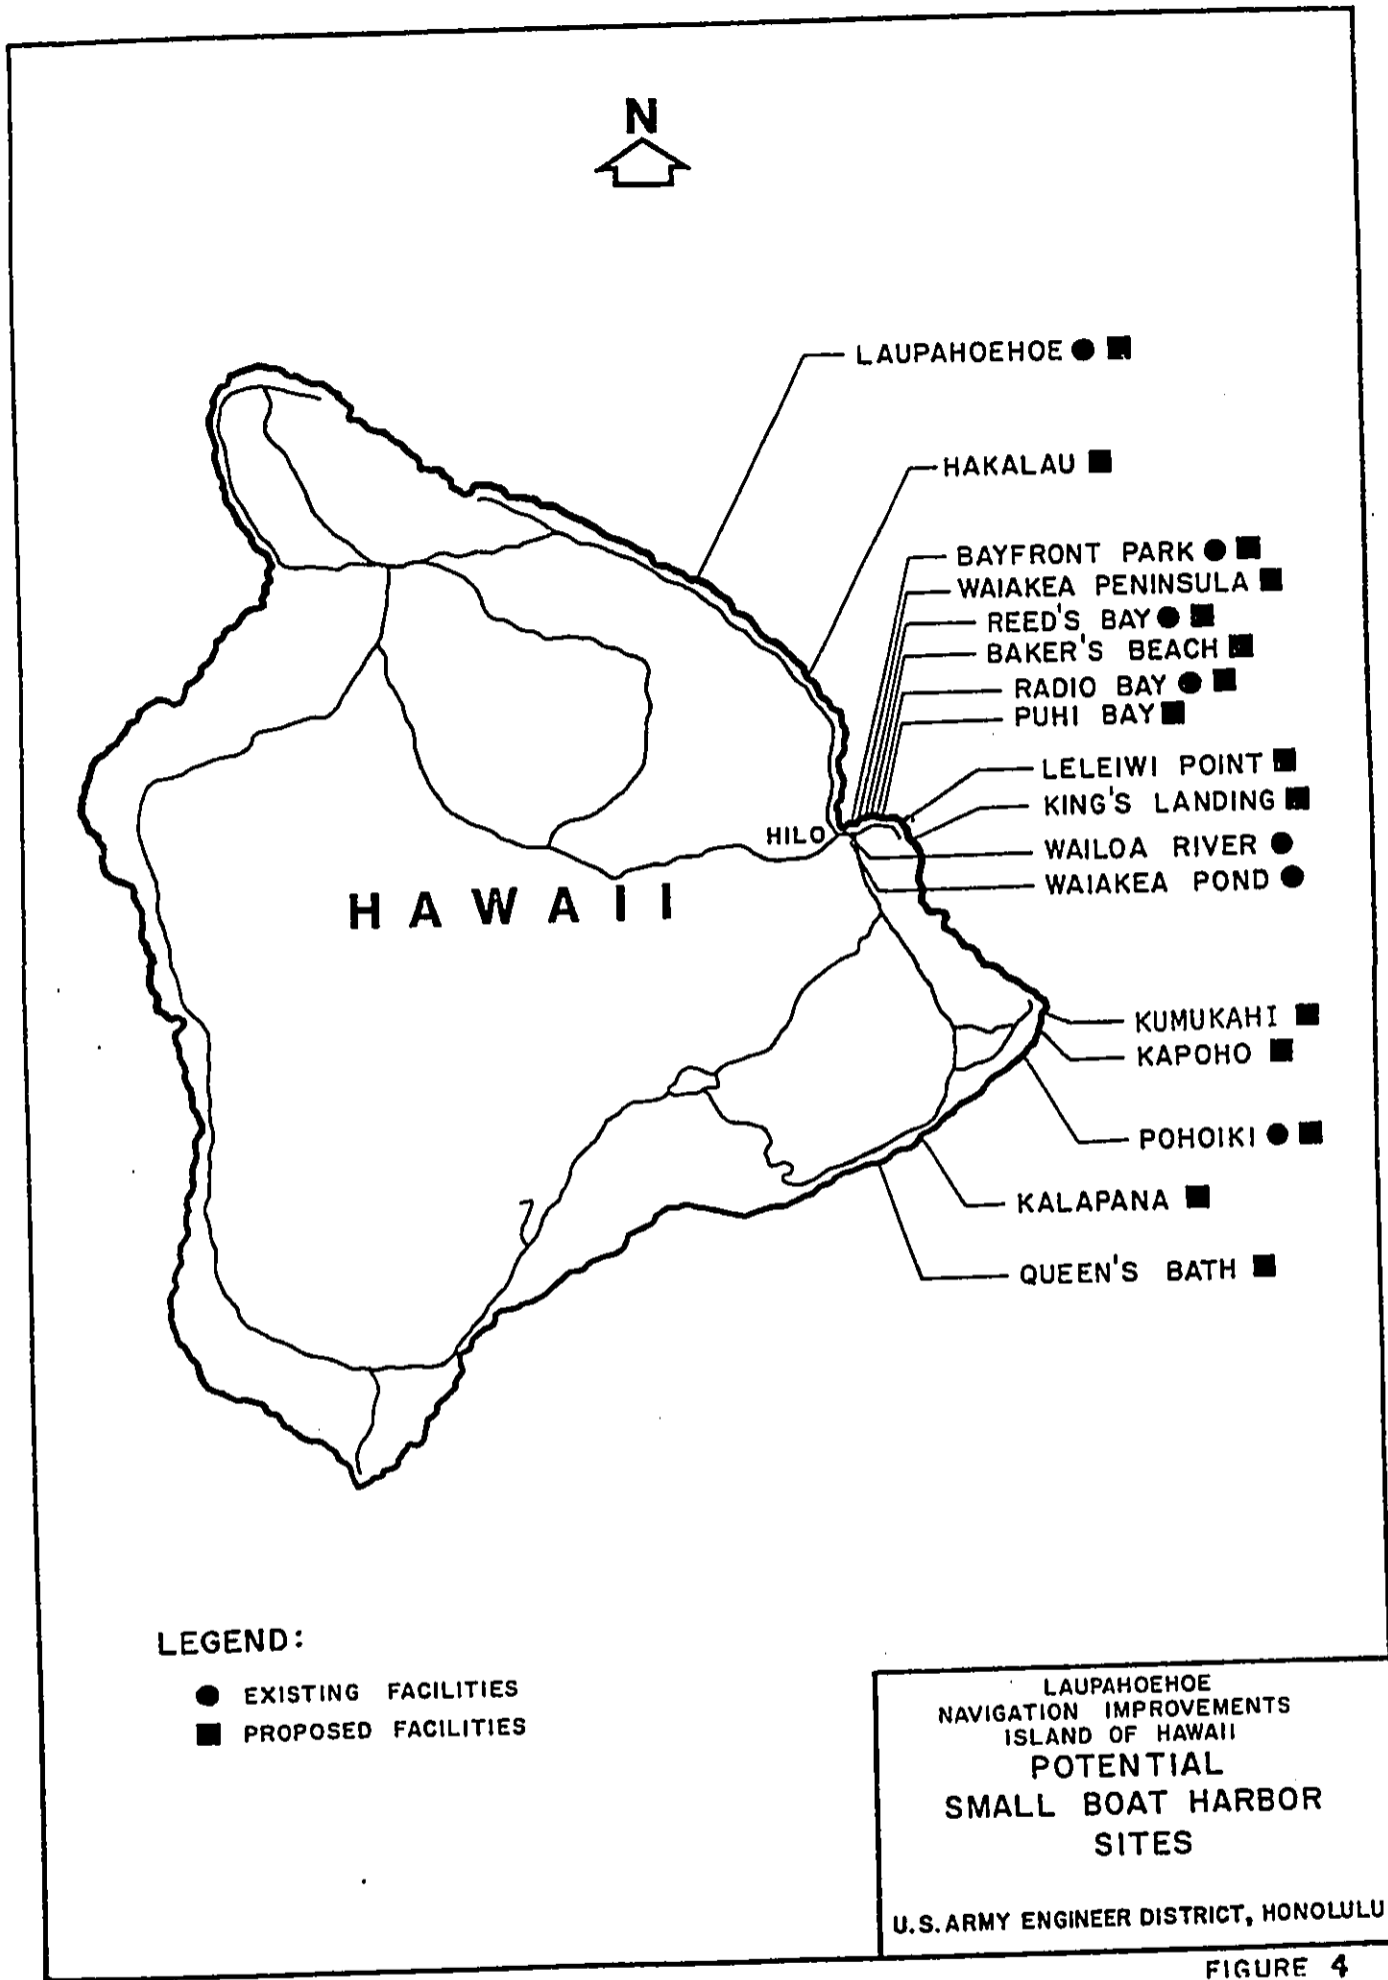 N
LAUPAHOEHOE ● ■
HAKALAU ■
BAYFRONT PARK ● ■
WAIAKEA PENINSULA ■
REED'S BAY ● ■
BAKER'S BEACH ■
RADIO BAY ● ■
PUHI BAY ■
LELEIWI POINT ■
KING'S LANDING ■
HILO
WAILOA RIVER ●
WAIAKEA POND ●
HAWAII
KUMUKAHI ■
KAPOHO ■
POHOIKI ● ■
KALAPANA ■
QUEEN'S BATH ■
LEGEND:
● EXISTING FACILITIES
■ PROPOSED FACILITIES
LAUPAHOEHOE
NAVIGATION IMPROVEMENTS
ISLAND OF HAWAII
POTENTIAL
SMALL BOAT HARBOR
SITES
U.S. ARMY ENGINEER DISTRICT, HONOLULU
FIGURE 4